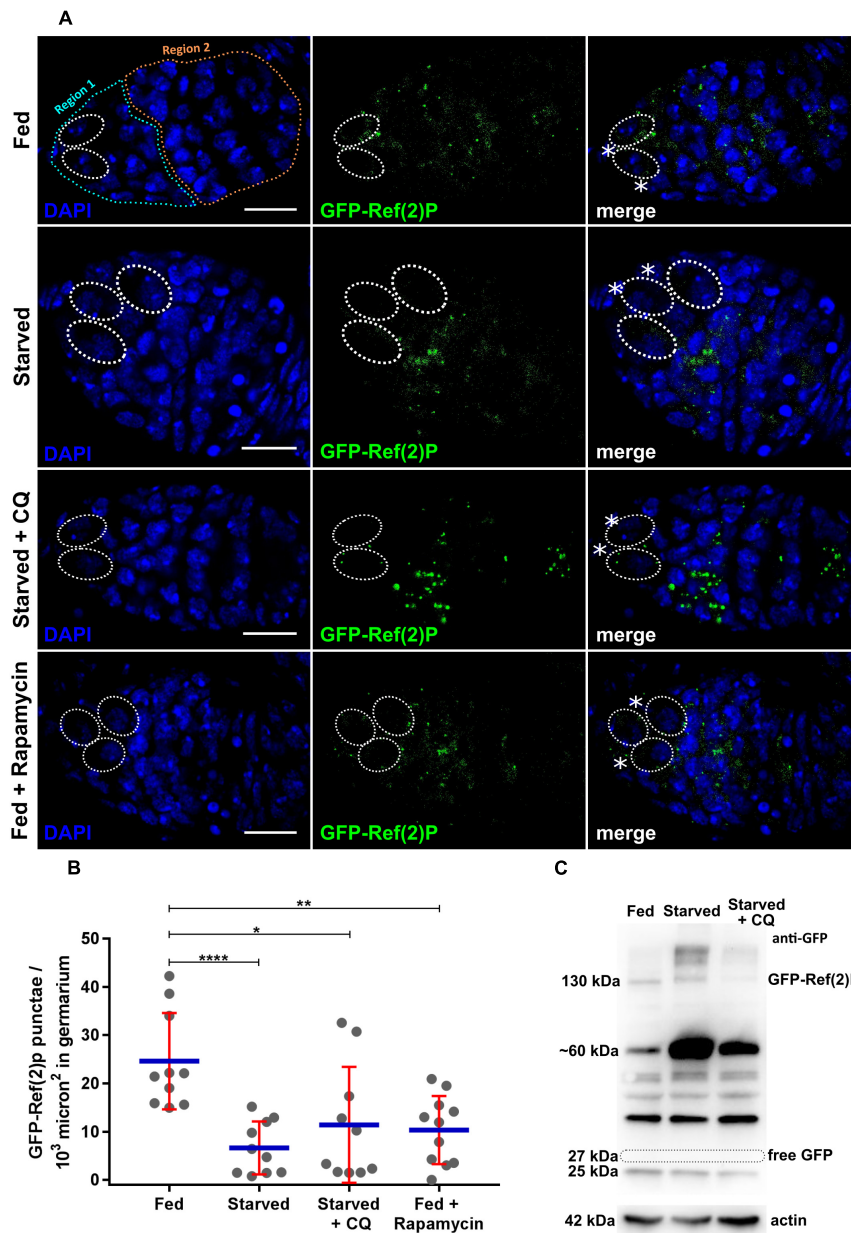 A
Fed
Region 1
Region 2
DAPI
GFP-Ref(2)P
*
*
merge
Starved
DAPI
GFP-Ref(2)P
*
*
merge
Starved + CQ
DAPI
GFP-Ref(2)P
*
*
merge
Fed + Rapamycin
DAPI
GFP-Ref(2)P
*
*
merge
B
**
*
****
GFP-Ref(2)p punctae /
10³ micron² in germarium
50
40
30
20
10
0
Fed
Starved
Starved
+ CQ
Fed +
Rapamycin
C
Fed
Starved
Starved
+ CQ
anti-GFP
130 kDa
GFP-Ref(2)
~60 kDa
27 kDa
free GFP
25 kDa
42 kDa
actin